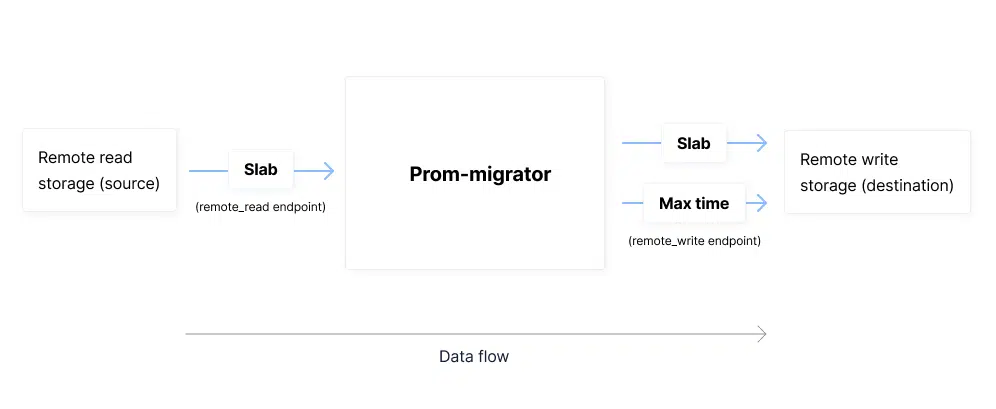 Remote read
storage (source)
Slab
(remote_read endpoint)
Prom-migrator
Slab
Max time
(remote_write endpoint)
Remote write
storage (destination)
Data flow